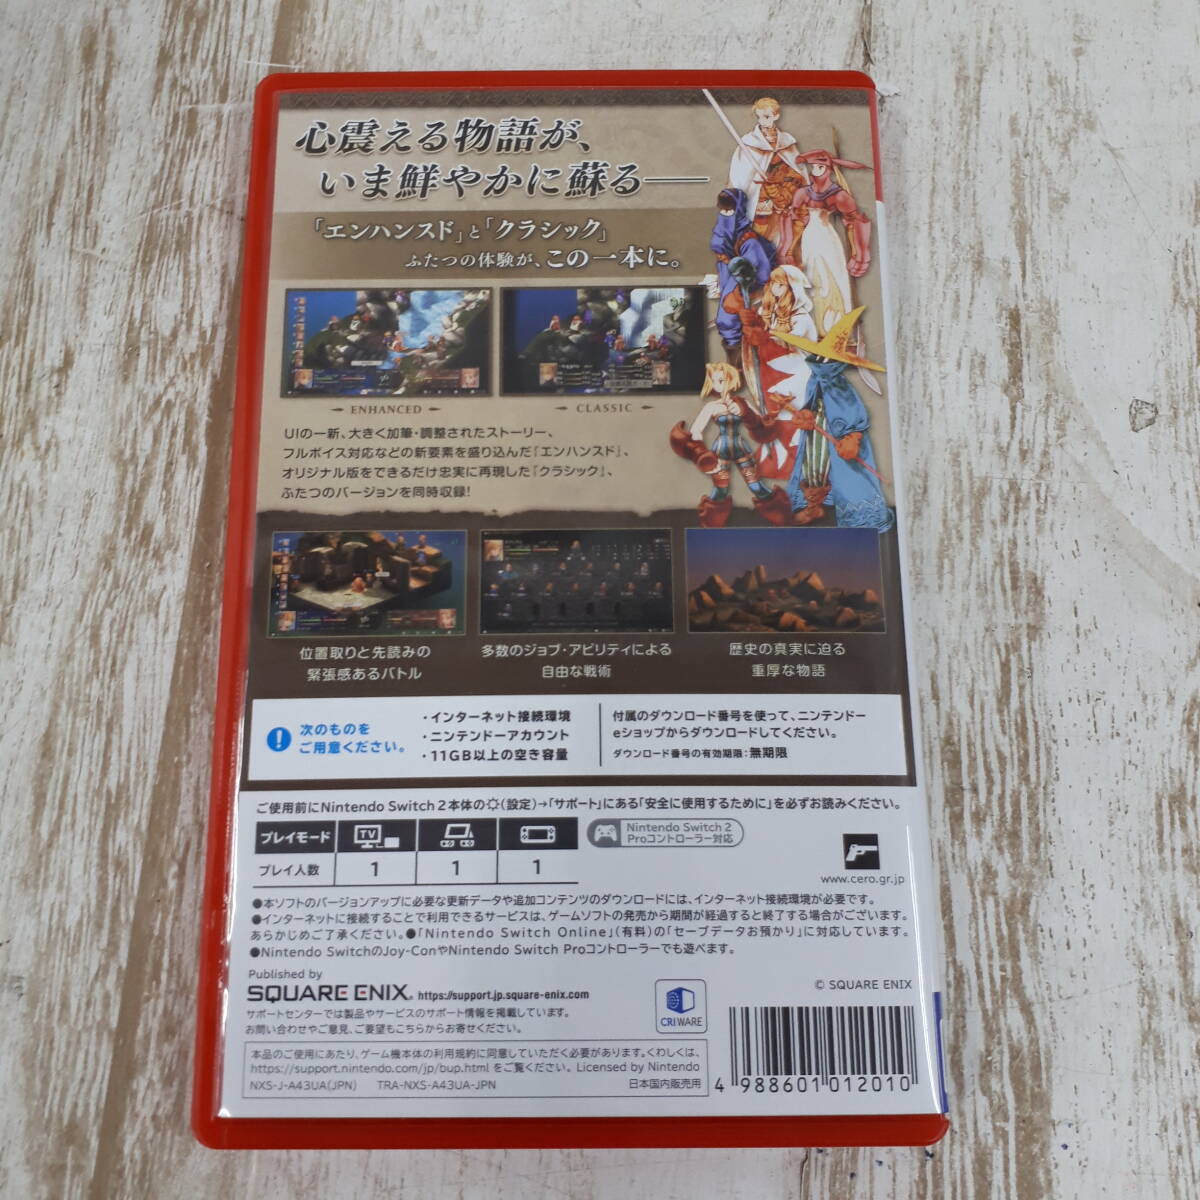 心震える物語が、
いま鮮やかに蘇る――
「エンハンスド」と「クラシック」
ふたつの体験が、この一本に。
ENHANCED
CLASSIC
UIの一新、大きく加筆・調整されたストーリー、
フルボイス対応などの新要素を盛り込んだ『エンハンスド』、
オリジナル版をできるだけ忠実に再現した『クラシック』、
ふたつのバージョンを同時収録!
位置取りと先読みの
緊張感あるバトル
多数のジョブ・アビリティによる
自由な戦術
歴史の真実に迫る
重厚な物語
次のものを
ご用意ください。
・インターネット接続環境
・ニンテンドーアカウント
・11GB以上の空き容量
付属のダウンロード番号を使って、ニンテンドー
eショップからダウンロードしてください。
ダウンロード番号の有効期限:無期限
ご使用前にNintendo Switch 2本体の(設定)→「サポート」にある「安全に使用するために」を必ずお読みください。
プレイモード TV
Nintendo Switch 2
Proコントローラー対応
プレイ人数 1 1 1
www.cero.gr.jp
●本ソフトのバージョンアップに必要な更新データや追加コンテンツのダウンロードには、インターネット接続環境が必要です。
●インターネットに接続することで利用できるサービスは、ゲームソフトの発売から期間が経過すると終了する場合がございます。
あらかじめご了承ください。●「Nintendo Switch Online」(有料)の「セーブデータお預かり」に対応しています。
●Nintendo SwitchのJoy-ConやNintendo Switch Proコントローラーでも遊べます。
Published by
SQUARE ENIX. https://support.jp.square-enix.com
サポートセンターでは製品やサービスのサポート情報を掲載しています。
お問い合わせやご意見、ご要望もこちらからお寄せください。
CRIWARE
© SQUARE ENIX
本品のご使用にあたり、ゲーム機本体の利用規約に同意していただく必要があります。くわしくは、
https://support.nintendo.com/jp/bup.html をご覧ください。Licensed by Nintendo
NXS-J-A43UA(JPN) TRA-NXS-A43UA-JPN 日本国内販売用
4 988601 012010